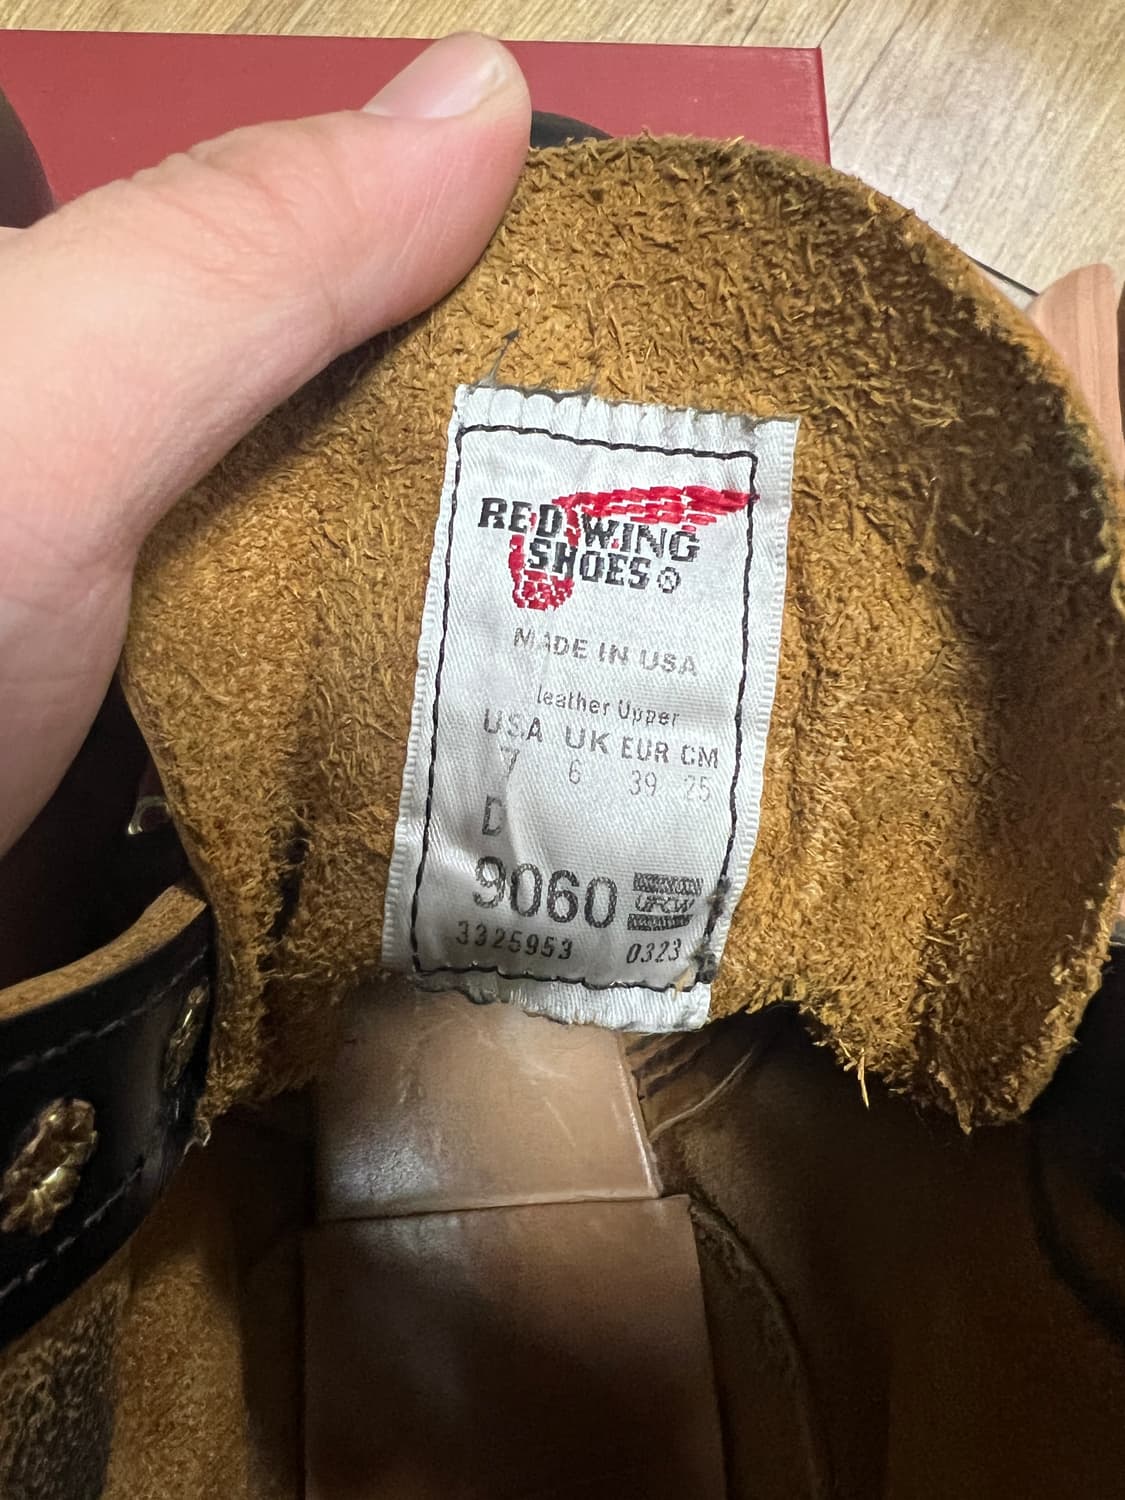 RED WING
SHOES®
MADE IN USA
leather Upper
USA UK EUR CM
7 6 39 25
D
9060 UFCW
3325953 0323